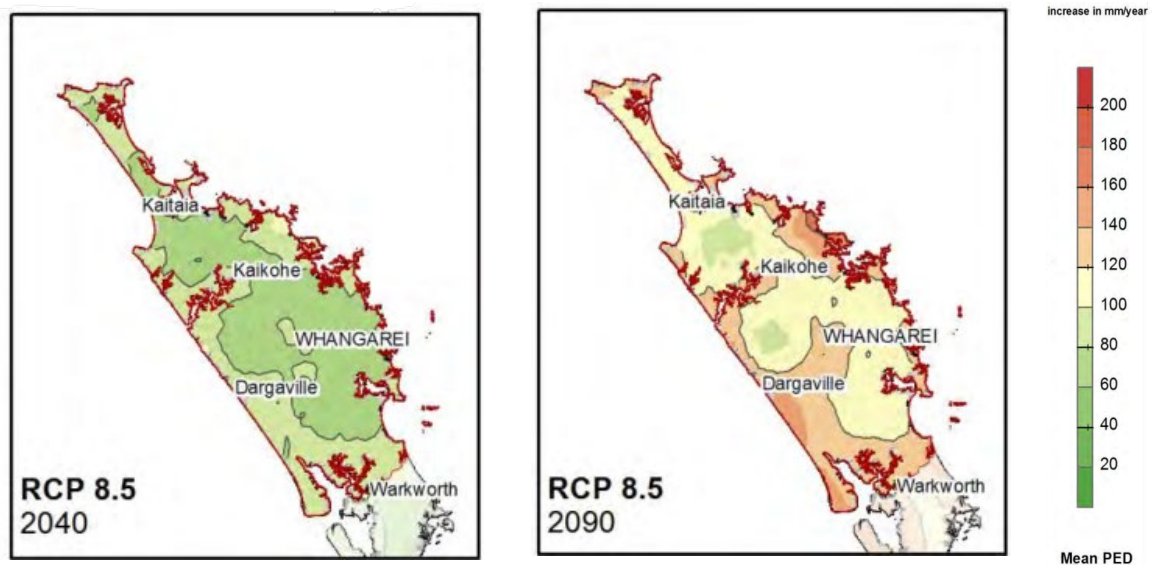 Kaitaia
Kaikohe
WHANGAREI
Dargaville
Warkworth
RCP 8.5
2040
Kaitaia
Kaikohe
WHANGAREI
Dargaville
Warkworth
RCP 8.5
2090
increase in mm/year
200
180
160
140
120
100
80
60
40
20
Mean PED